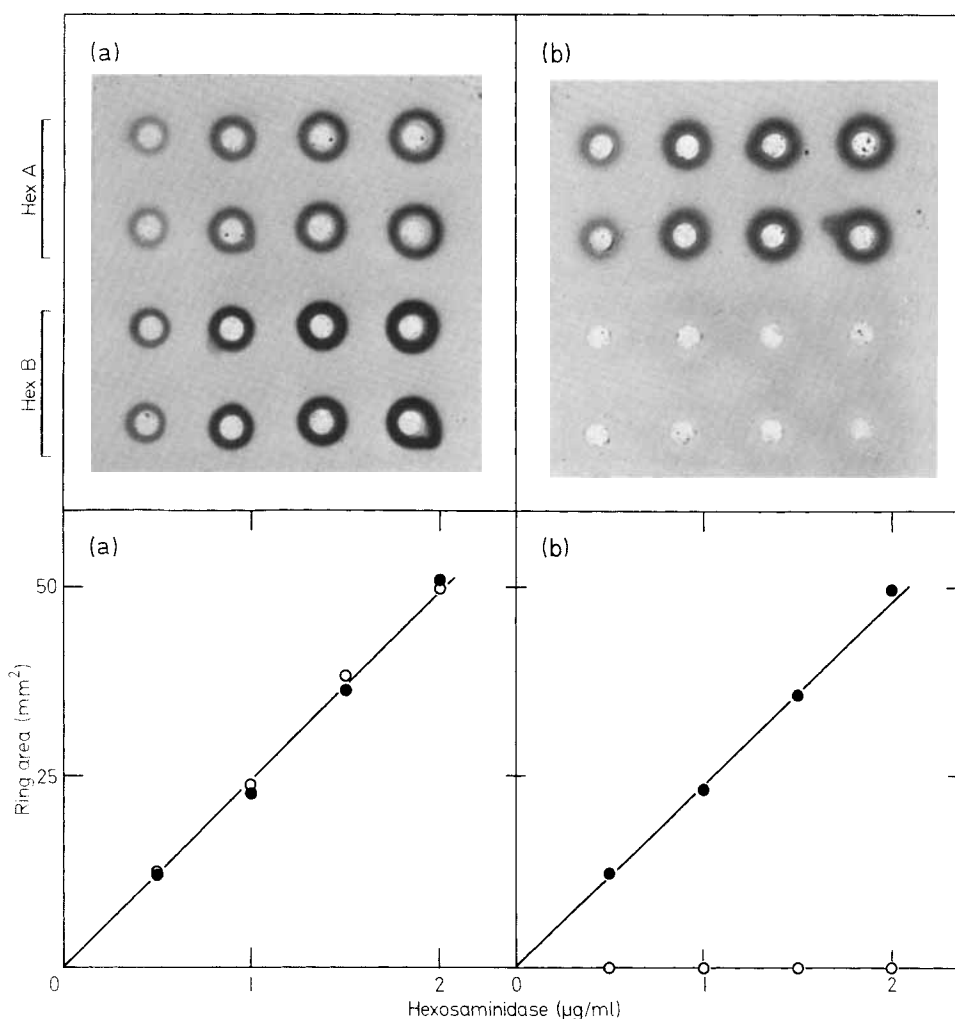 (a)
(b)
Hex A
Hex B
(a)
(b)
50
25
0
Ring area (mm²)
1
2
0
1
2
Hexosaminidase (µg/ml)